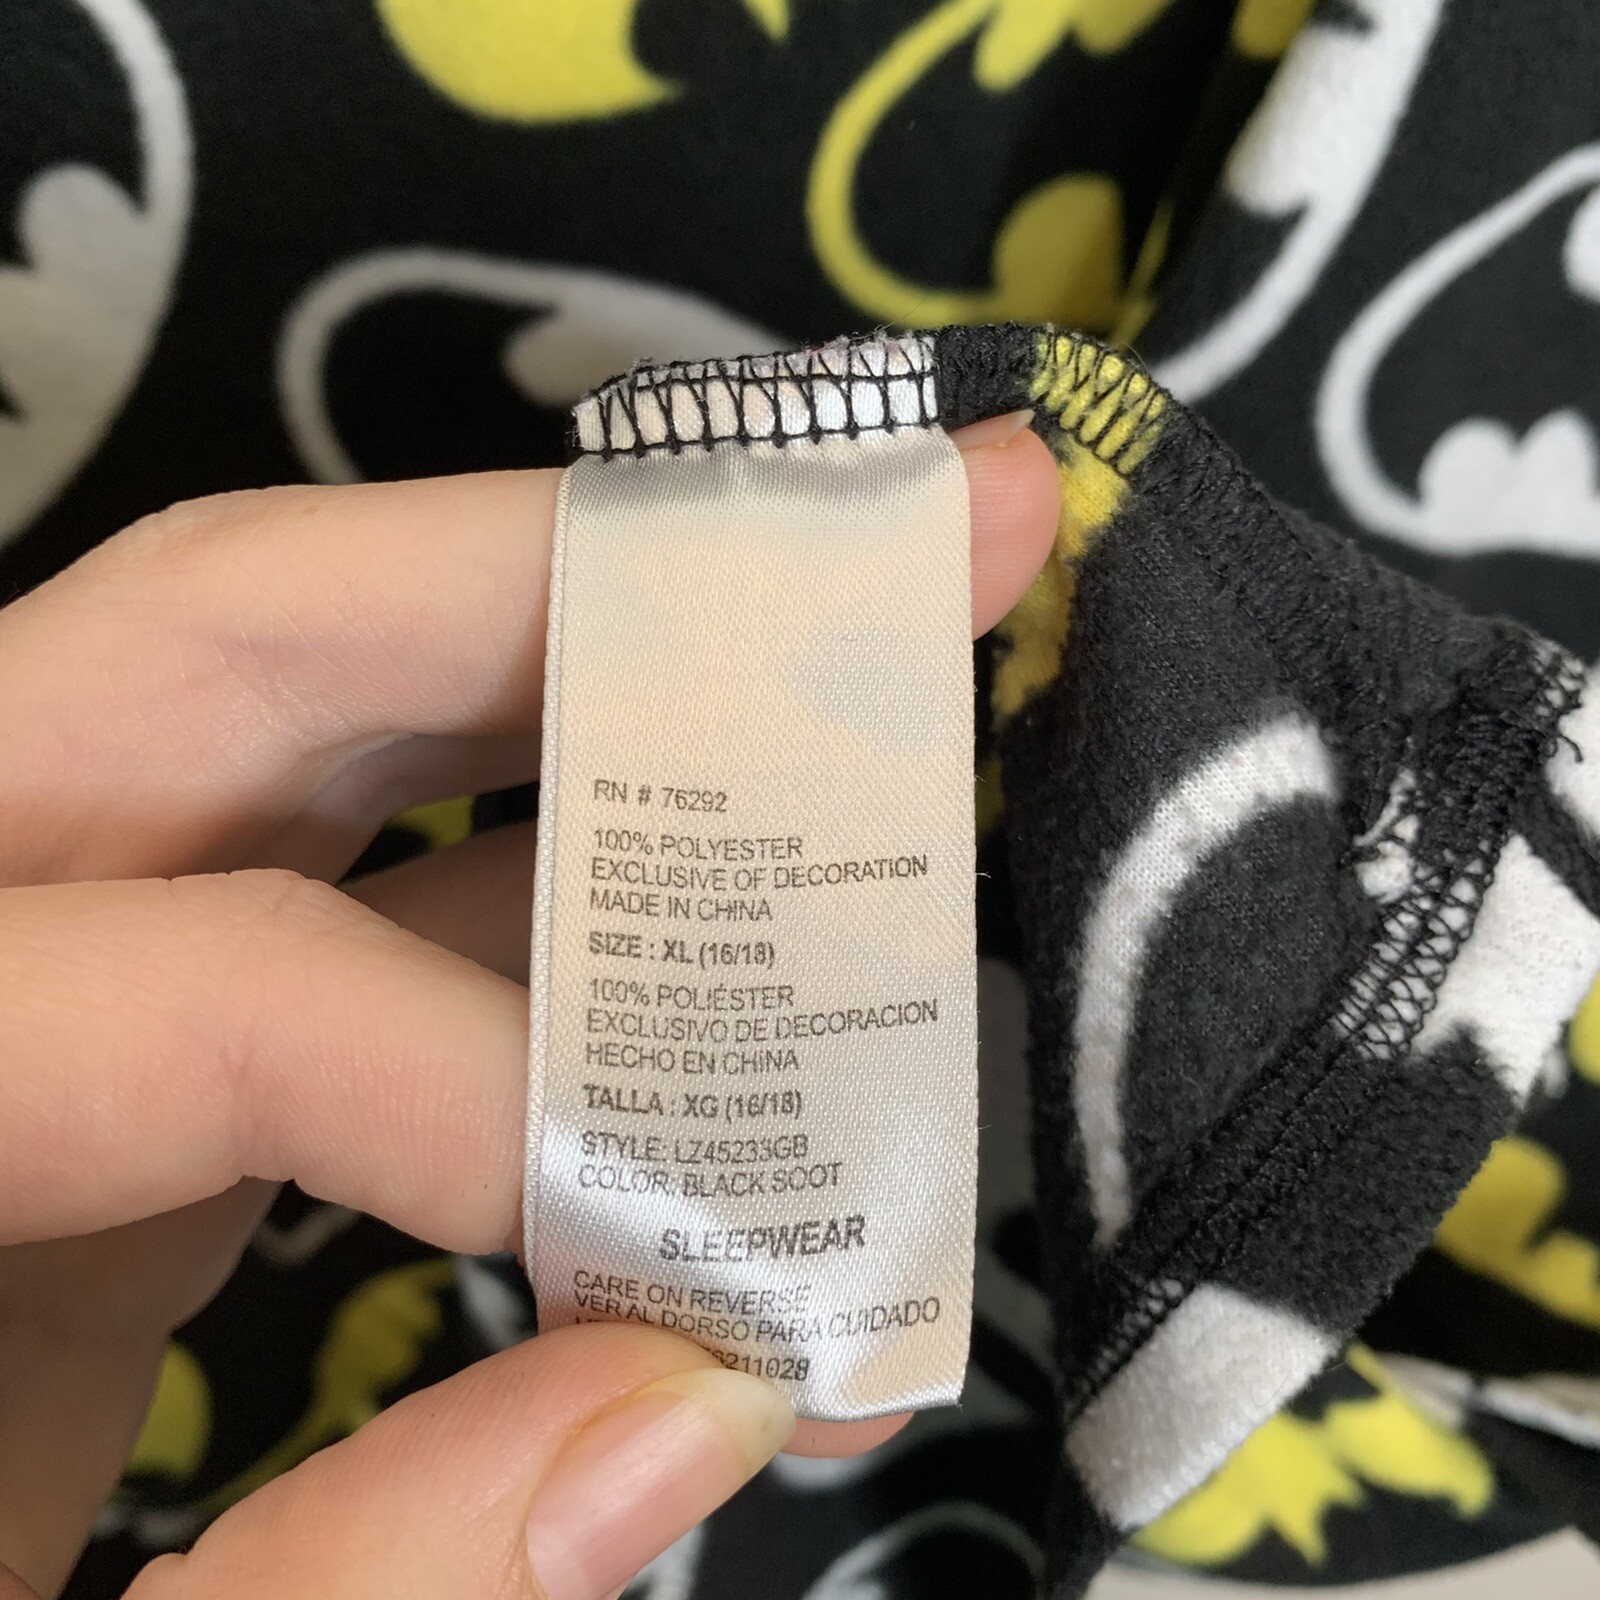 RN # 76292
100% POLYESTER
EXCLUSIVE OF DECORATION
MADE IN CHINA
SIZE : XL (16/18)
100% POLIÉSTER
EXCLUSIVO DE DECORACION
HECHO EN CHINA
TALLA : XG (16/18)
STYLE: LZ45233GB
COLOR: BLACK SOOT
SLEEPWEAR
CARE ON REVERSE
VER AL DORSO PARA CUIDADO